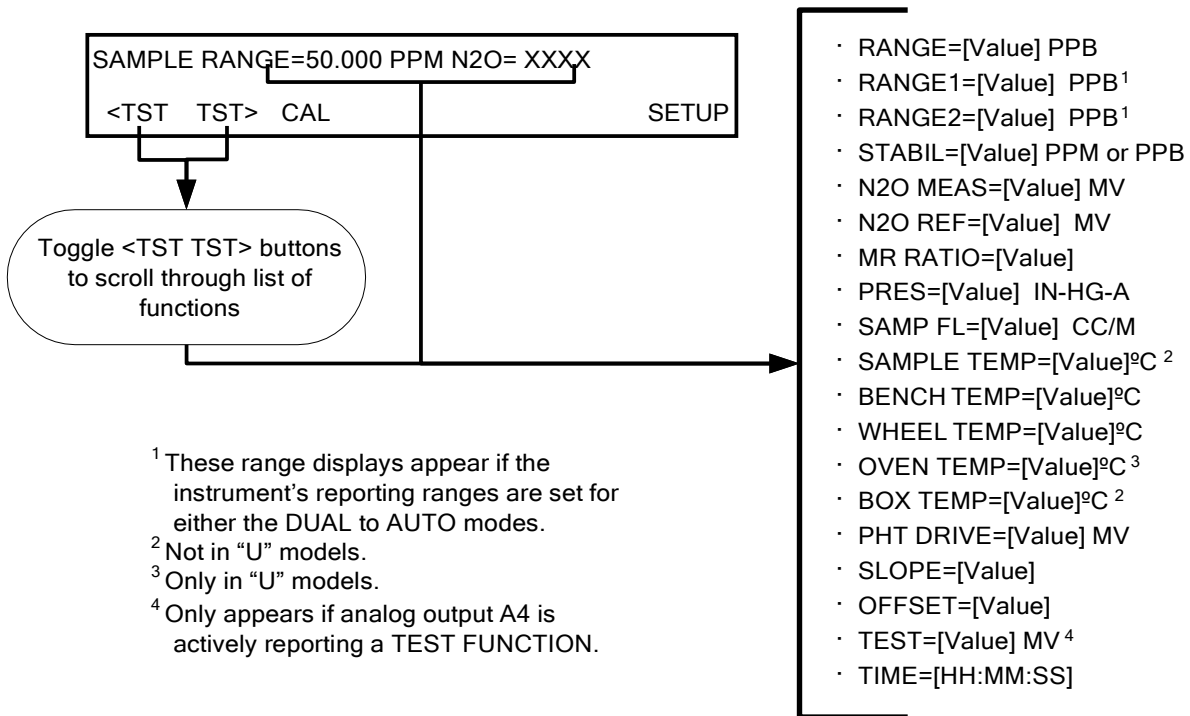 SAMPLE RANGE=50.000 PPM N2O= XXXX
<TST TST> CAL SETUP
Toggle <TST TST> buttons
to scroll through list of
functions
· RANGE=[Value] PPB
· RANGE1=[Value] PPB¹
· RANGE2=[Value] PPB¹
· STABIL=[Value] PPM or PPB
· N2O MEAS=[Value] MV
· N2O REF=[Value] MV
· MR RATIO=[Value]
· PRES=[Value] IN-HG-A
· SAMP FL=[Value] CC/M
· SAMPLE TEMP=[Value]ºC ²
· BENCH TEMP=[Value]ºC
· WHEEL TEMP=[Value]ºC
· OVEN TEMP=[Value]ºC ³
· BOX TEMP=[Value]ºC ²
· PHT DRIVE=[Value] MV
· SLOPE=[Value]
· OFFSET=[Value]
· TEST=[Value] MV ⁴
· TIME=[HH:MM:SS]
¹ These range displays appear if the
instrument’s reporting ranges are set for
either the DUAL to AUTO modes.
² Not in “U” models.
³ Only in “U” models.
⁴ Only appears if analog output A4 is
actively reporting a TEST FUNCTION.